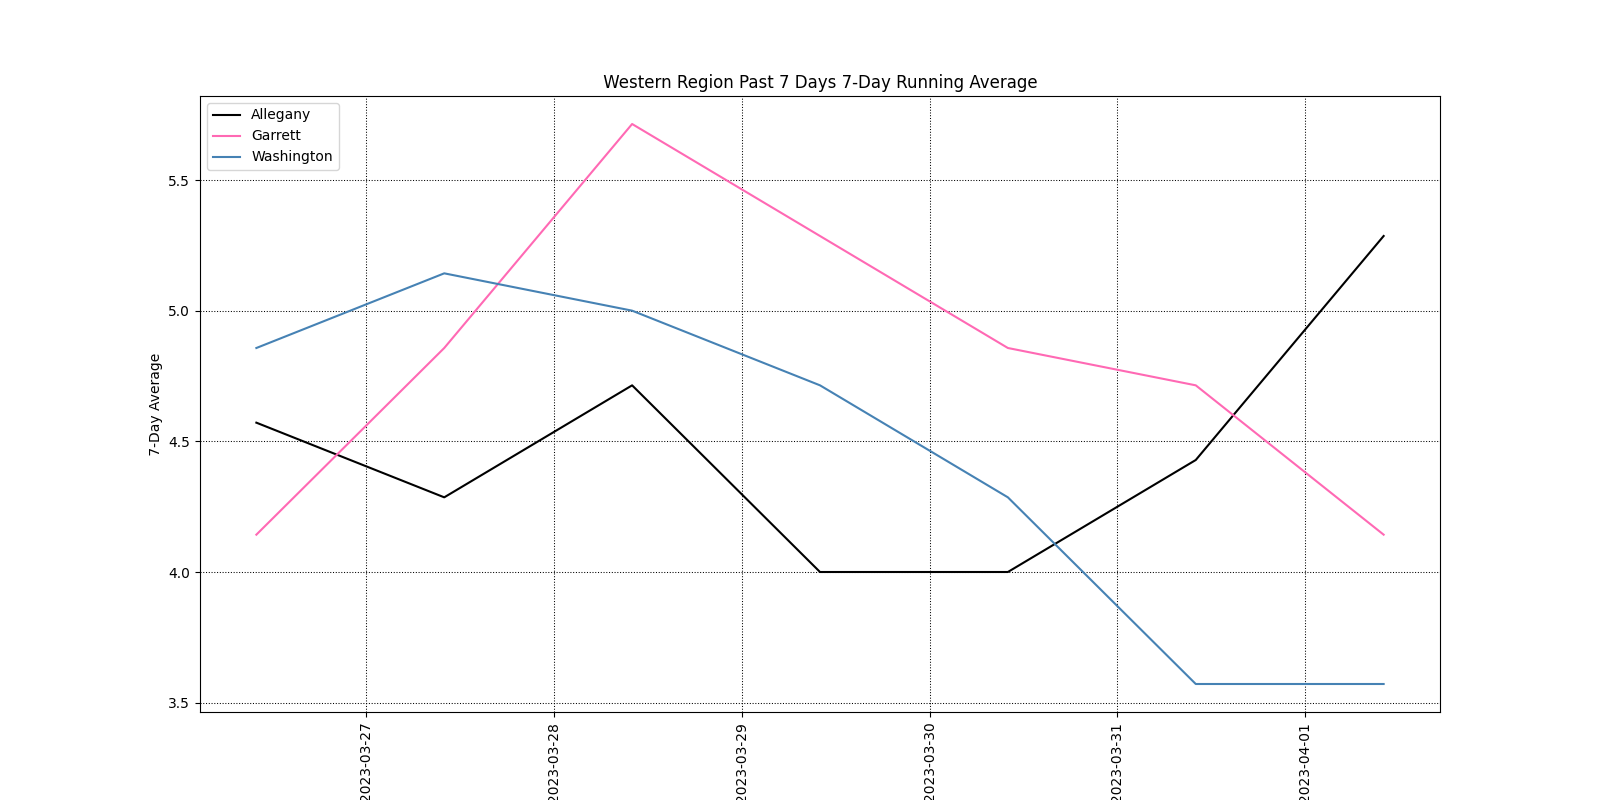 Western Region Past 7 Days 7-Day Running Average
Allegany
Garrett
Washington
7-Day Average
5.5
5.0
4.5
4.0
3.5
2023-03-27
2023-03-28
2023-03-29
2023-03-30
2023-03-31
2023-04-01